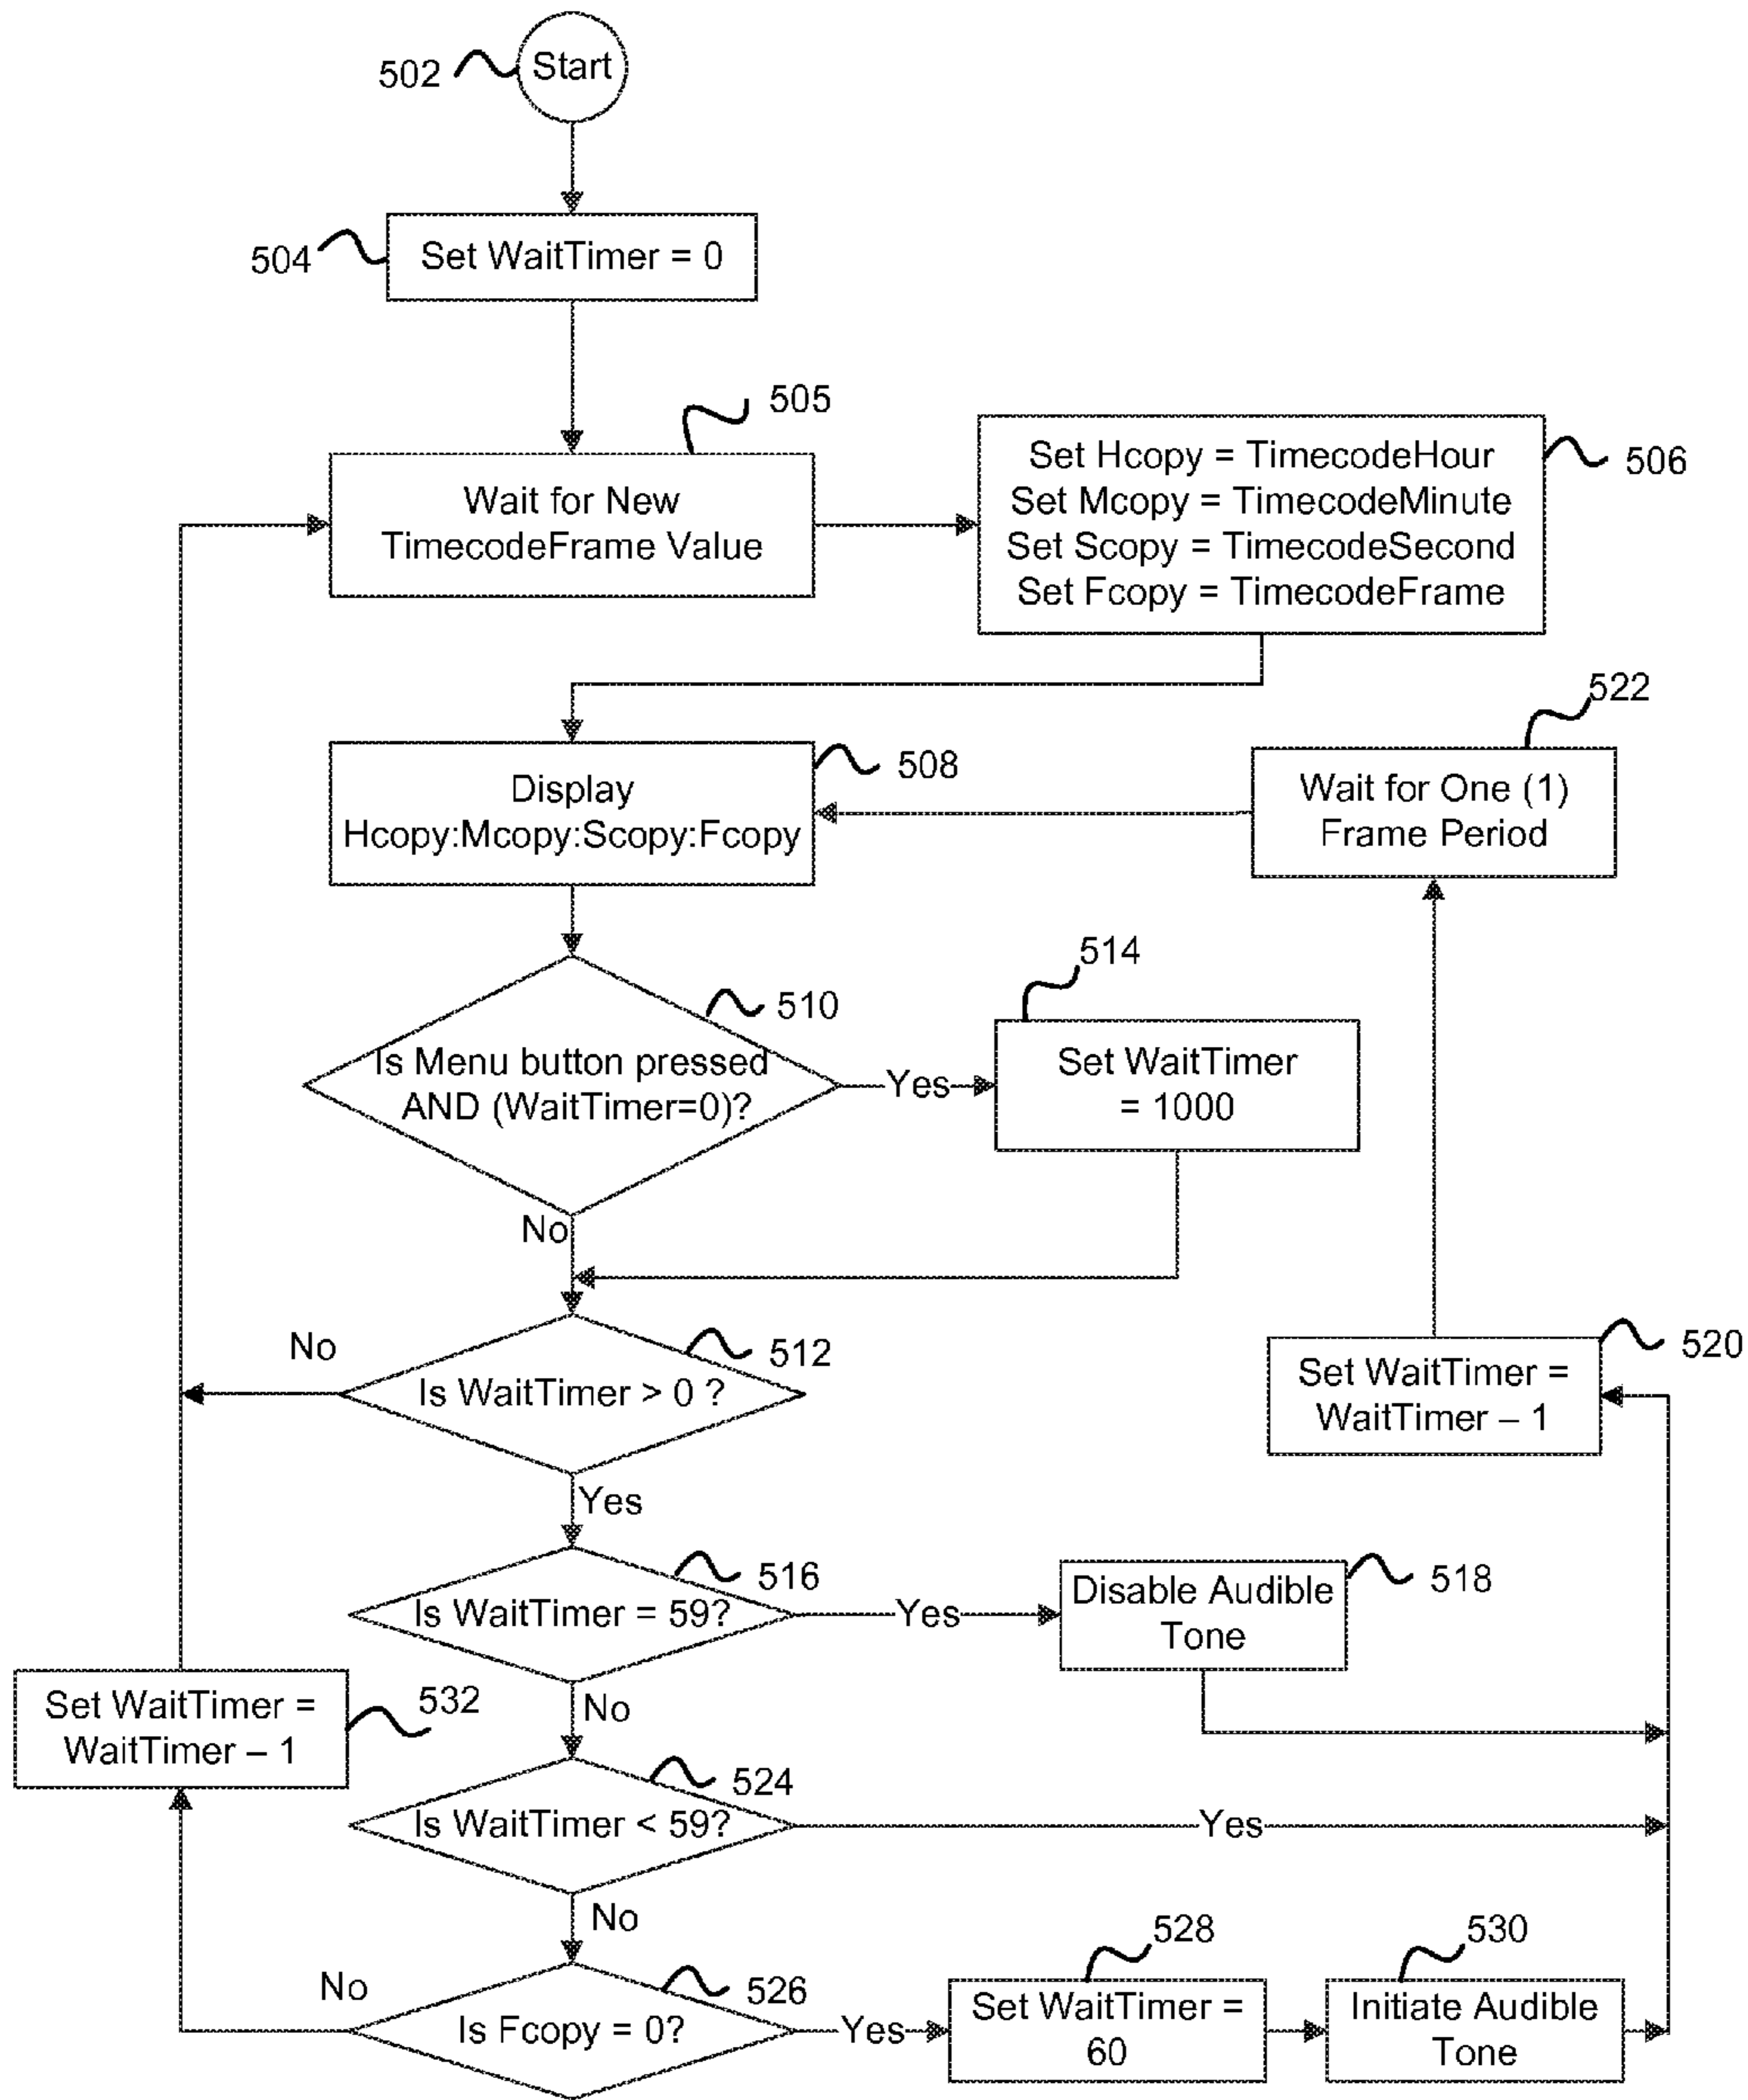 502
Start
504
Set WaitTimer = 0
505
Wait for New
TimecodeFrame Value
Set Hcopy = TimecodeHour
Set Mcopy = TimecodeMinute
Set Scopy = TimecodeSecond
Set Fcopy = TimecodeFrame
506
522
Display
Hcopy:Mcopy:Scopy:Fcopy
508
Wait for One (1)
Frame Period
514
510
Is Menu button pressed
AND (WaitTimer=0)?
Yes
Set WaitTimer
= 1000
No
No
512
Is WaitTimer > 0 ?
520
Set WaitTimer =
WaitTimer – 1
Yes
516
Is WaitTimer = 59?
Yes
Disable Audible
Tone
518
Set WaitTimer =
WaitTimer – 1
532
No
524
Is WaitTimer < 59?
Yes
No
528
530
No
526
Is Fcopy = 0?
Yes
Set WaitTimer =
60
Initiate Audible
Tone